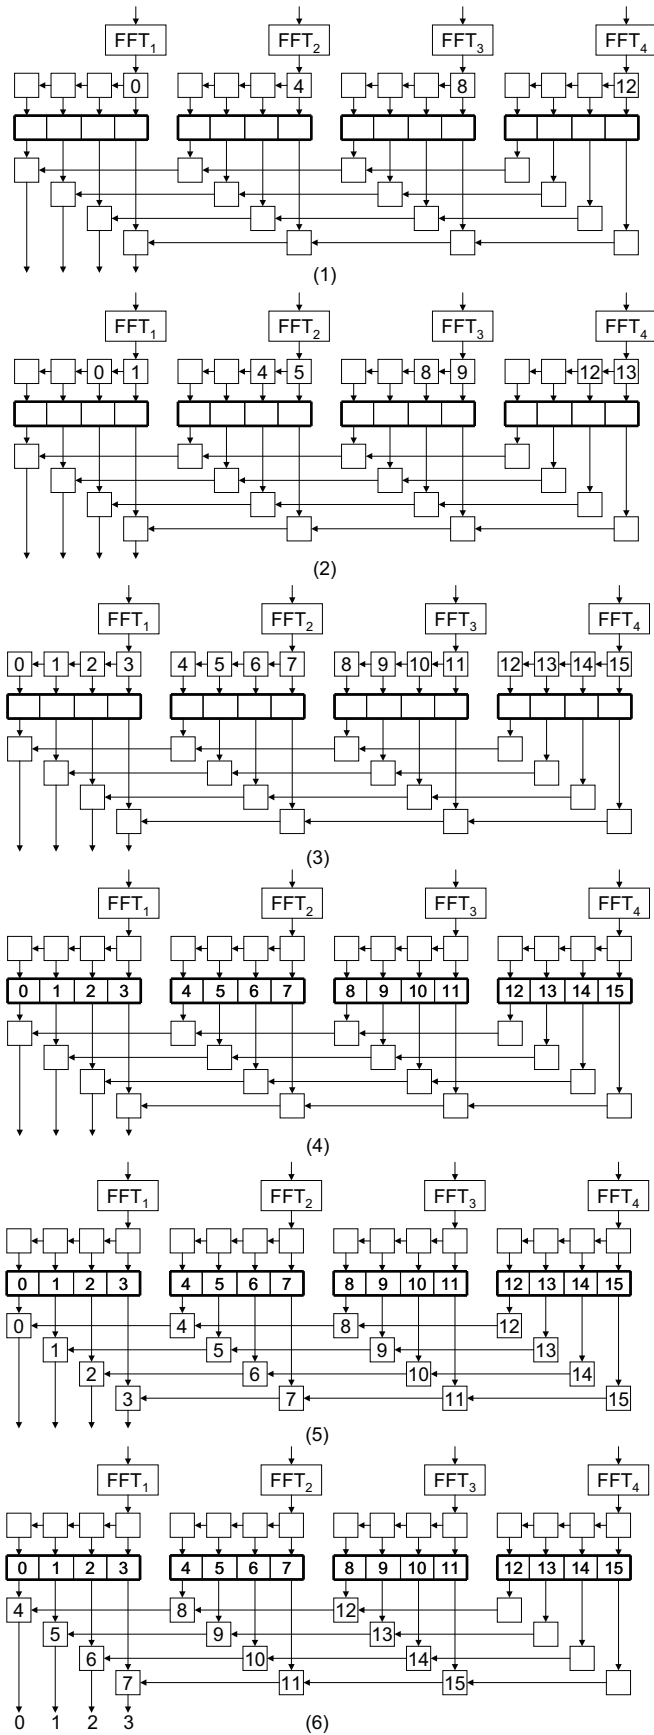 FFT1 FFT2 FFT3 FFT4
0 4 8 12
(1)
FFT1 FFT2 FFT3 FFT4
0 1 4 5 8 9 12 13
(2)
FFT1 FFT2 FFT3 FFT4
0 1 2 3 4 5 6 7 8 9 10 11 12 13 14 15
(3)
FFT1 FFT2 FFT3 FFT4
0 1 2 3 4 5 6 7 8 9 10 11 12 13 14 15
(4)
FFT1 FFT2 FFT3 FFT4
0 1 2 3 4 5 6 7 8 9 10 11 12 13 14 15
0 4 8 12
1 5 9 13
2 6 10 14
3 7 11 15
(5)
FFT1 FFT2 FFT3 FFT4
0 1 2 3 4 5 6 7 8 9 10 11 12 13 14 15
4 8 12
5 9 13
6 10 14
7 11 15
0 1 2 3 (6)